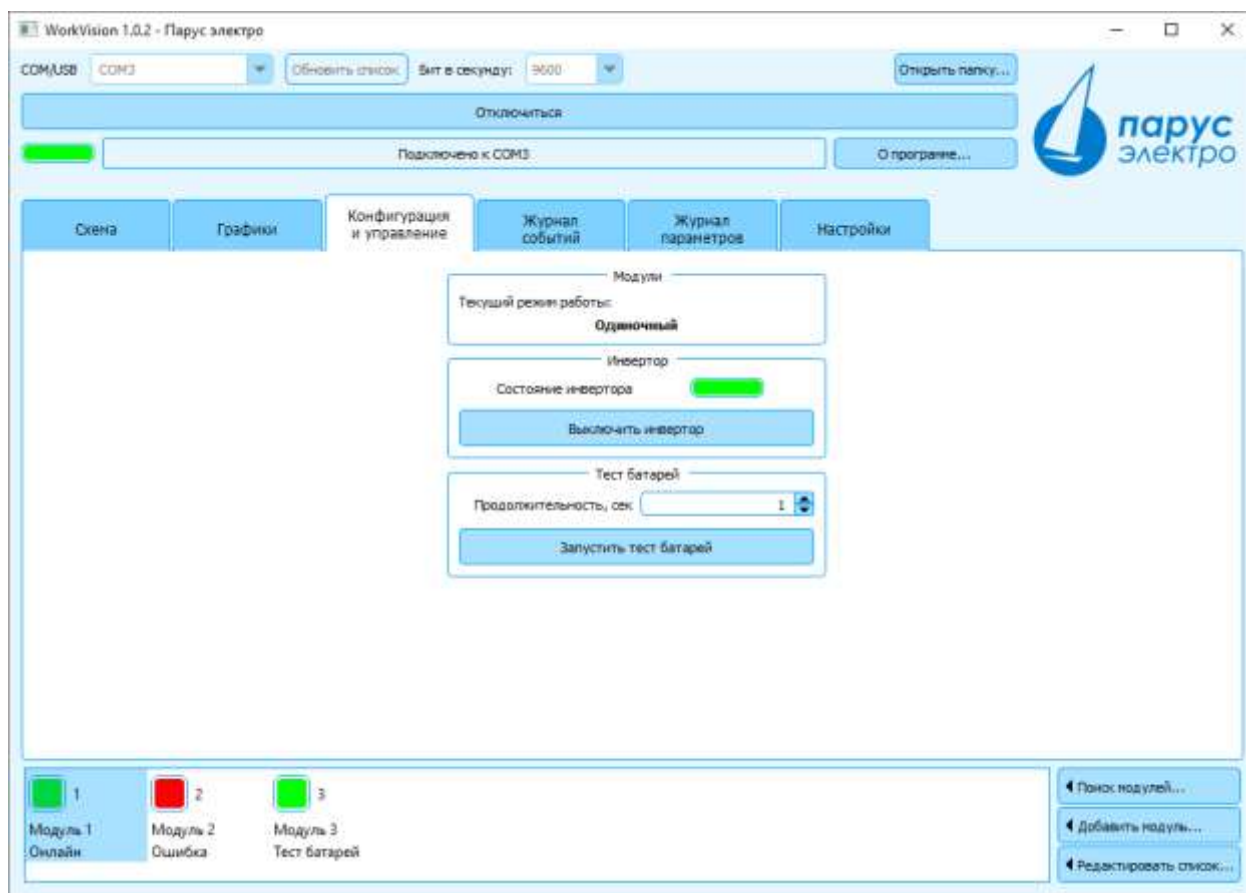 WorkVision 1.0.2 - Парус электро
COM/USB COM3 Обновить список Бит в секунду: 9600 Открыть папку...
Отключиться
Подключено к COM3 О программе...
парус
электро
Схема Графики Конфигурация и управление Журнал событий Журнал параметров Настройки
Модули
Текущий режим работы:
Одиночный
Инвертор
Состояние инвертора
Выключить инвертор
Тест батарей
Продолжительность, сек 1
Запустить тест батарей
1 2 3
Модуль 1 Модуль 2 Модуль 3
Онлайн Ошибка Тест батарей
Поиск модулей...
Добавить модуль...
Редактировать список...